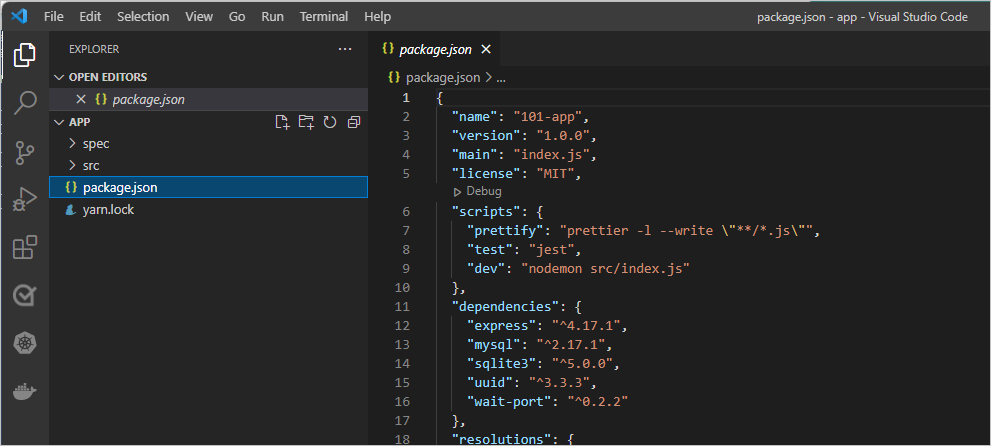 File Edit Selection View Go Run Terminal Help package.json - app - Visual Studio Code
EXPLORER ...
OPEN EDITORS
{} package.json
APP
spec
src
{} package.json
yarn.lock
{} package.json
{} package.json > ...
1 {
2 "name": "101-app",
3 "version": "1.0.0",
4 "main": "index.js",
5 "license": "MIT",
Debug
6 "scripts": {
7 "prettify": "prettier -l --write \"**/*.js\"",
8 "test": "jest",
9 "dev": "nodemon src/index.js"
10 },
11 "dependencies": {
12 "express": "^4.17.1",
13 "mysql": "^2.17.1",
14 "sqlite3": "^5.0.0",
15 "uuid": "^3.3.3",
16 "wait-port": "^0.2.2"
17 },
18 "resolutions": {